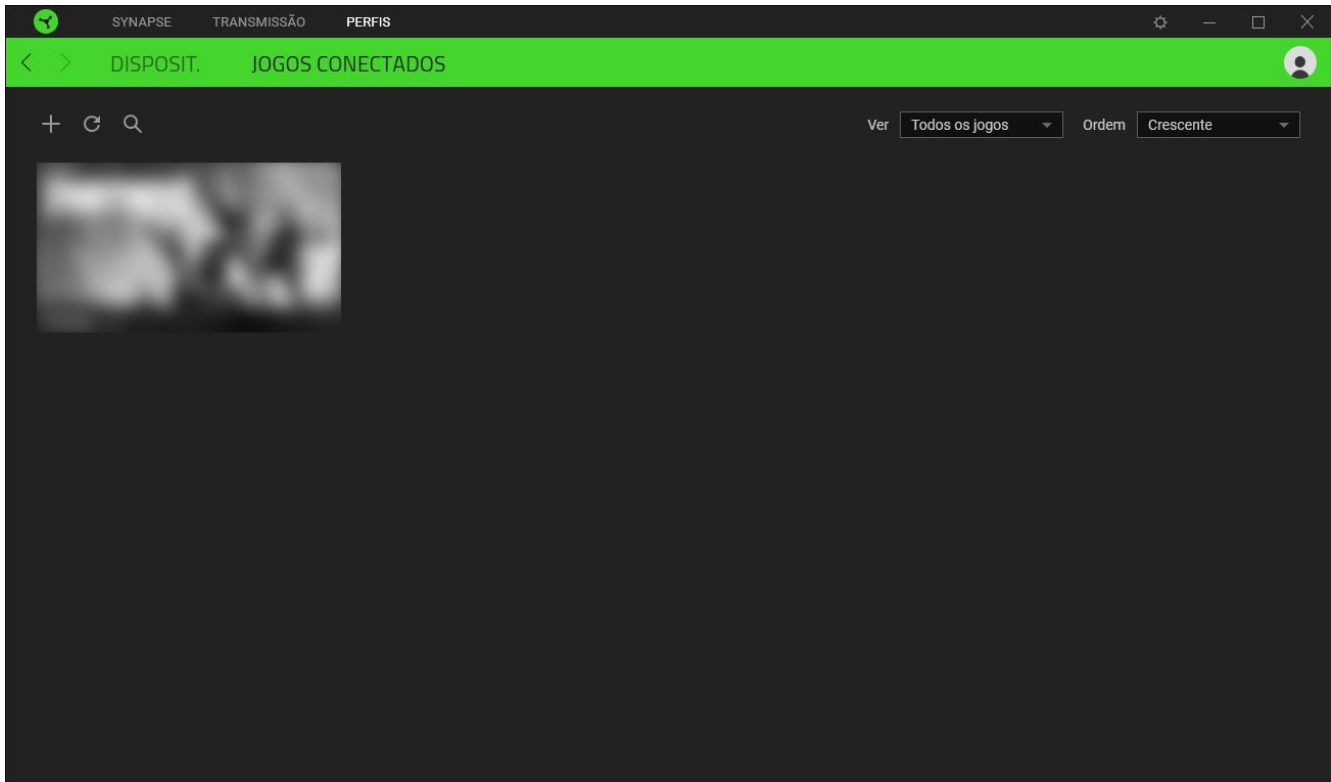 SYNAPSE TRANSMISSÃO PERFIS
DISPOSIT. JOGOS CONECTADOS
Ver Todos os jogos Ordem Crescente